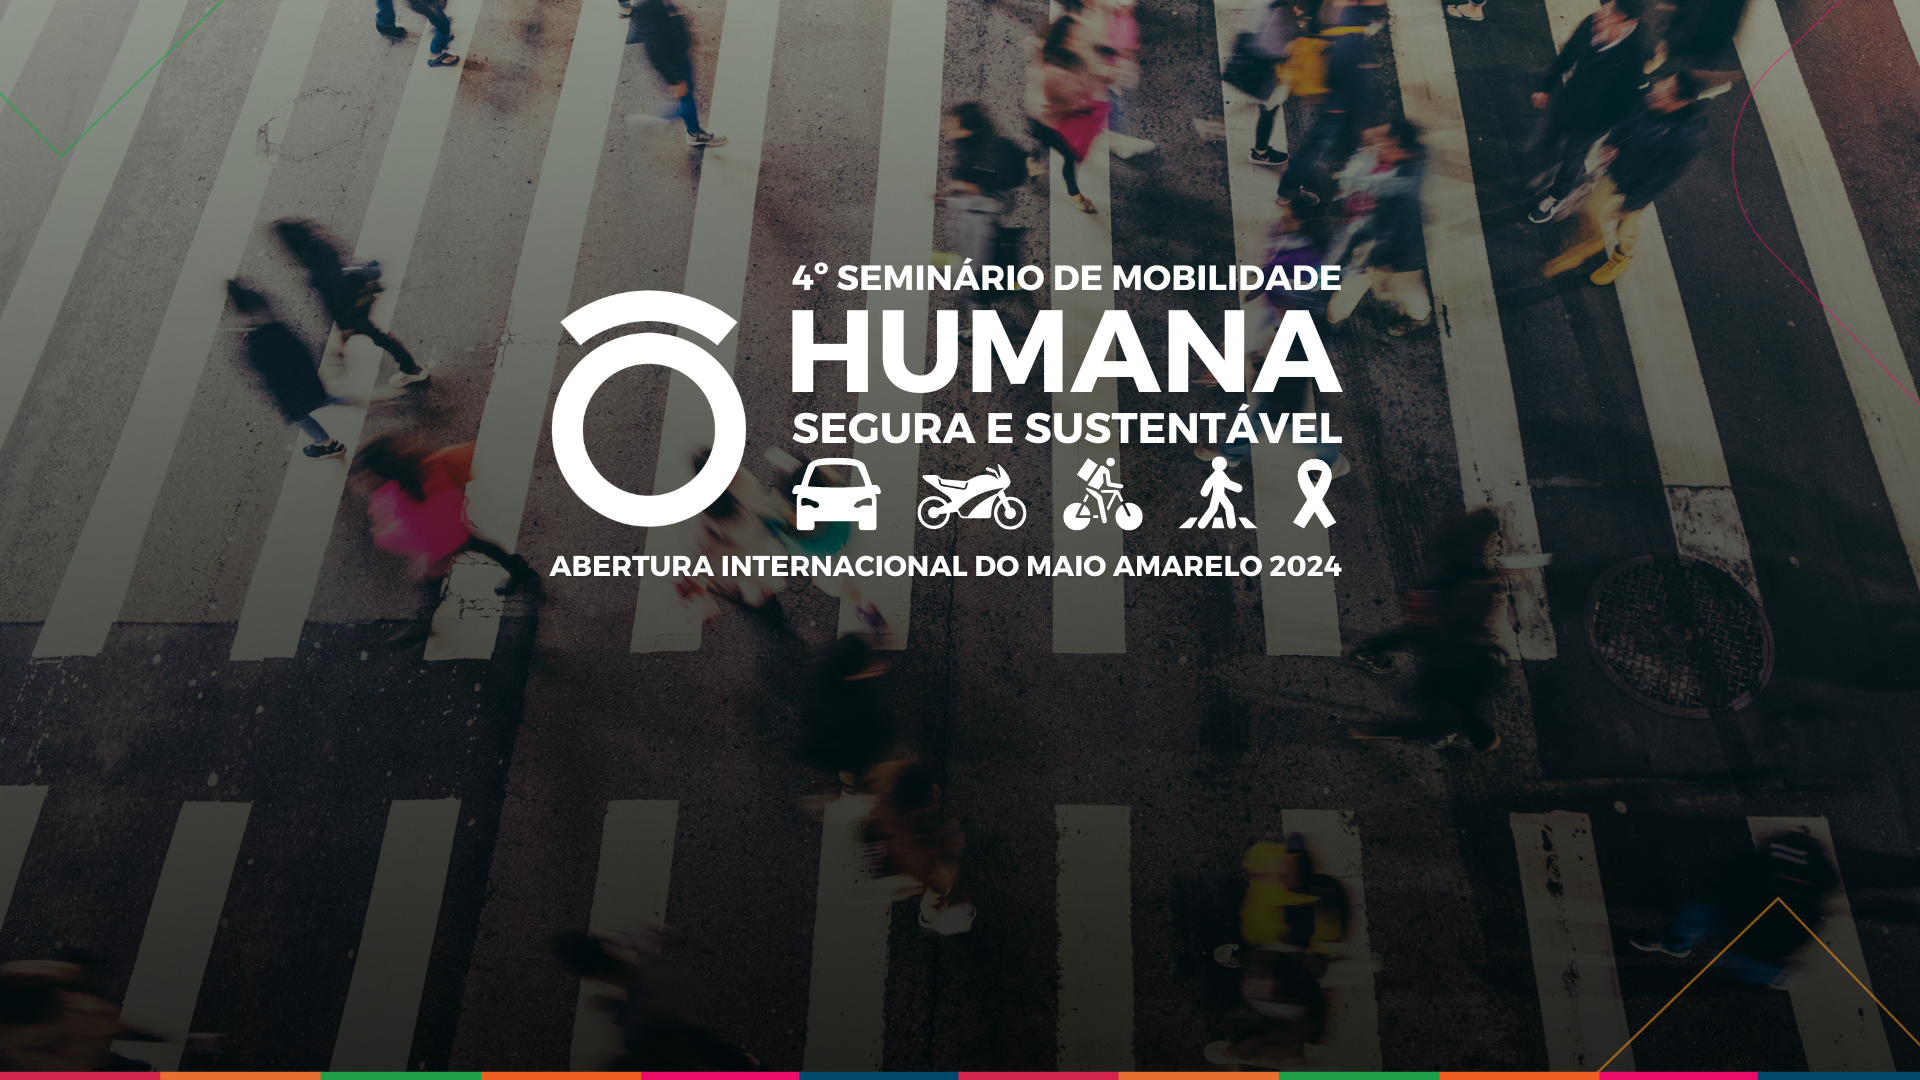 4º SEMINÁRIO DE MOBILIDADE
HUMANA
SEGURA E SUSTENTÁVEL
ABERTURA INTERNACIONAL DO MAIO AMARELO 2024